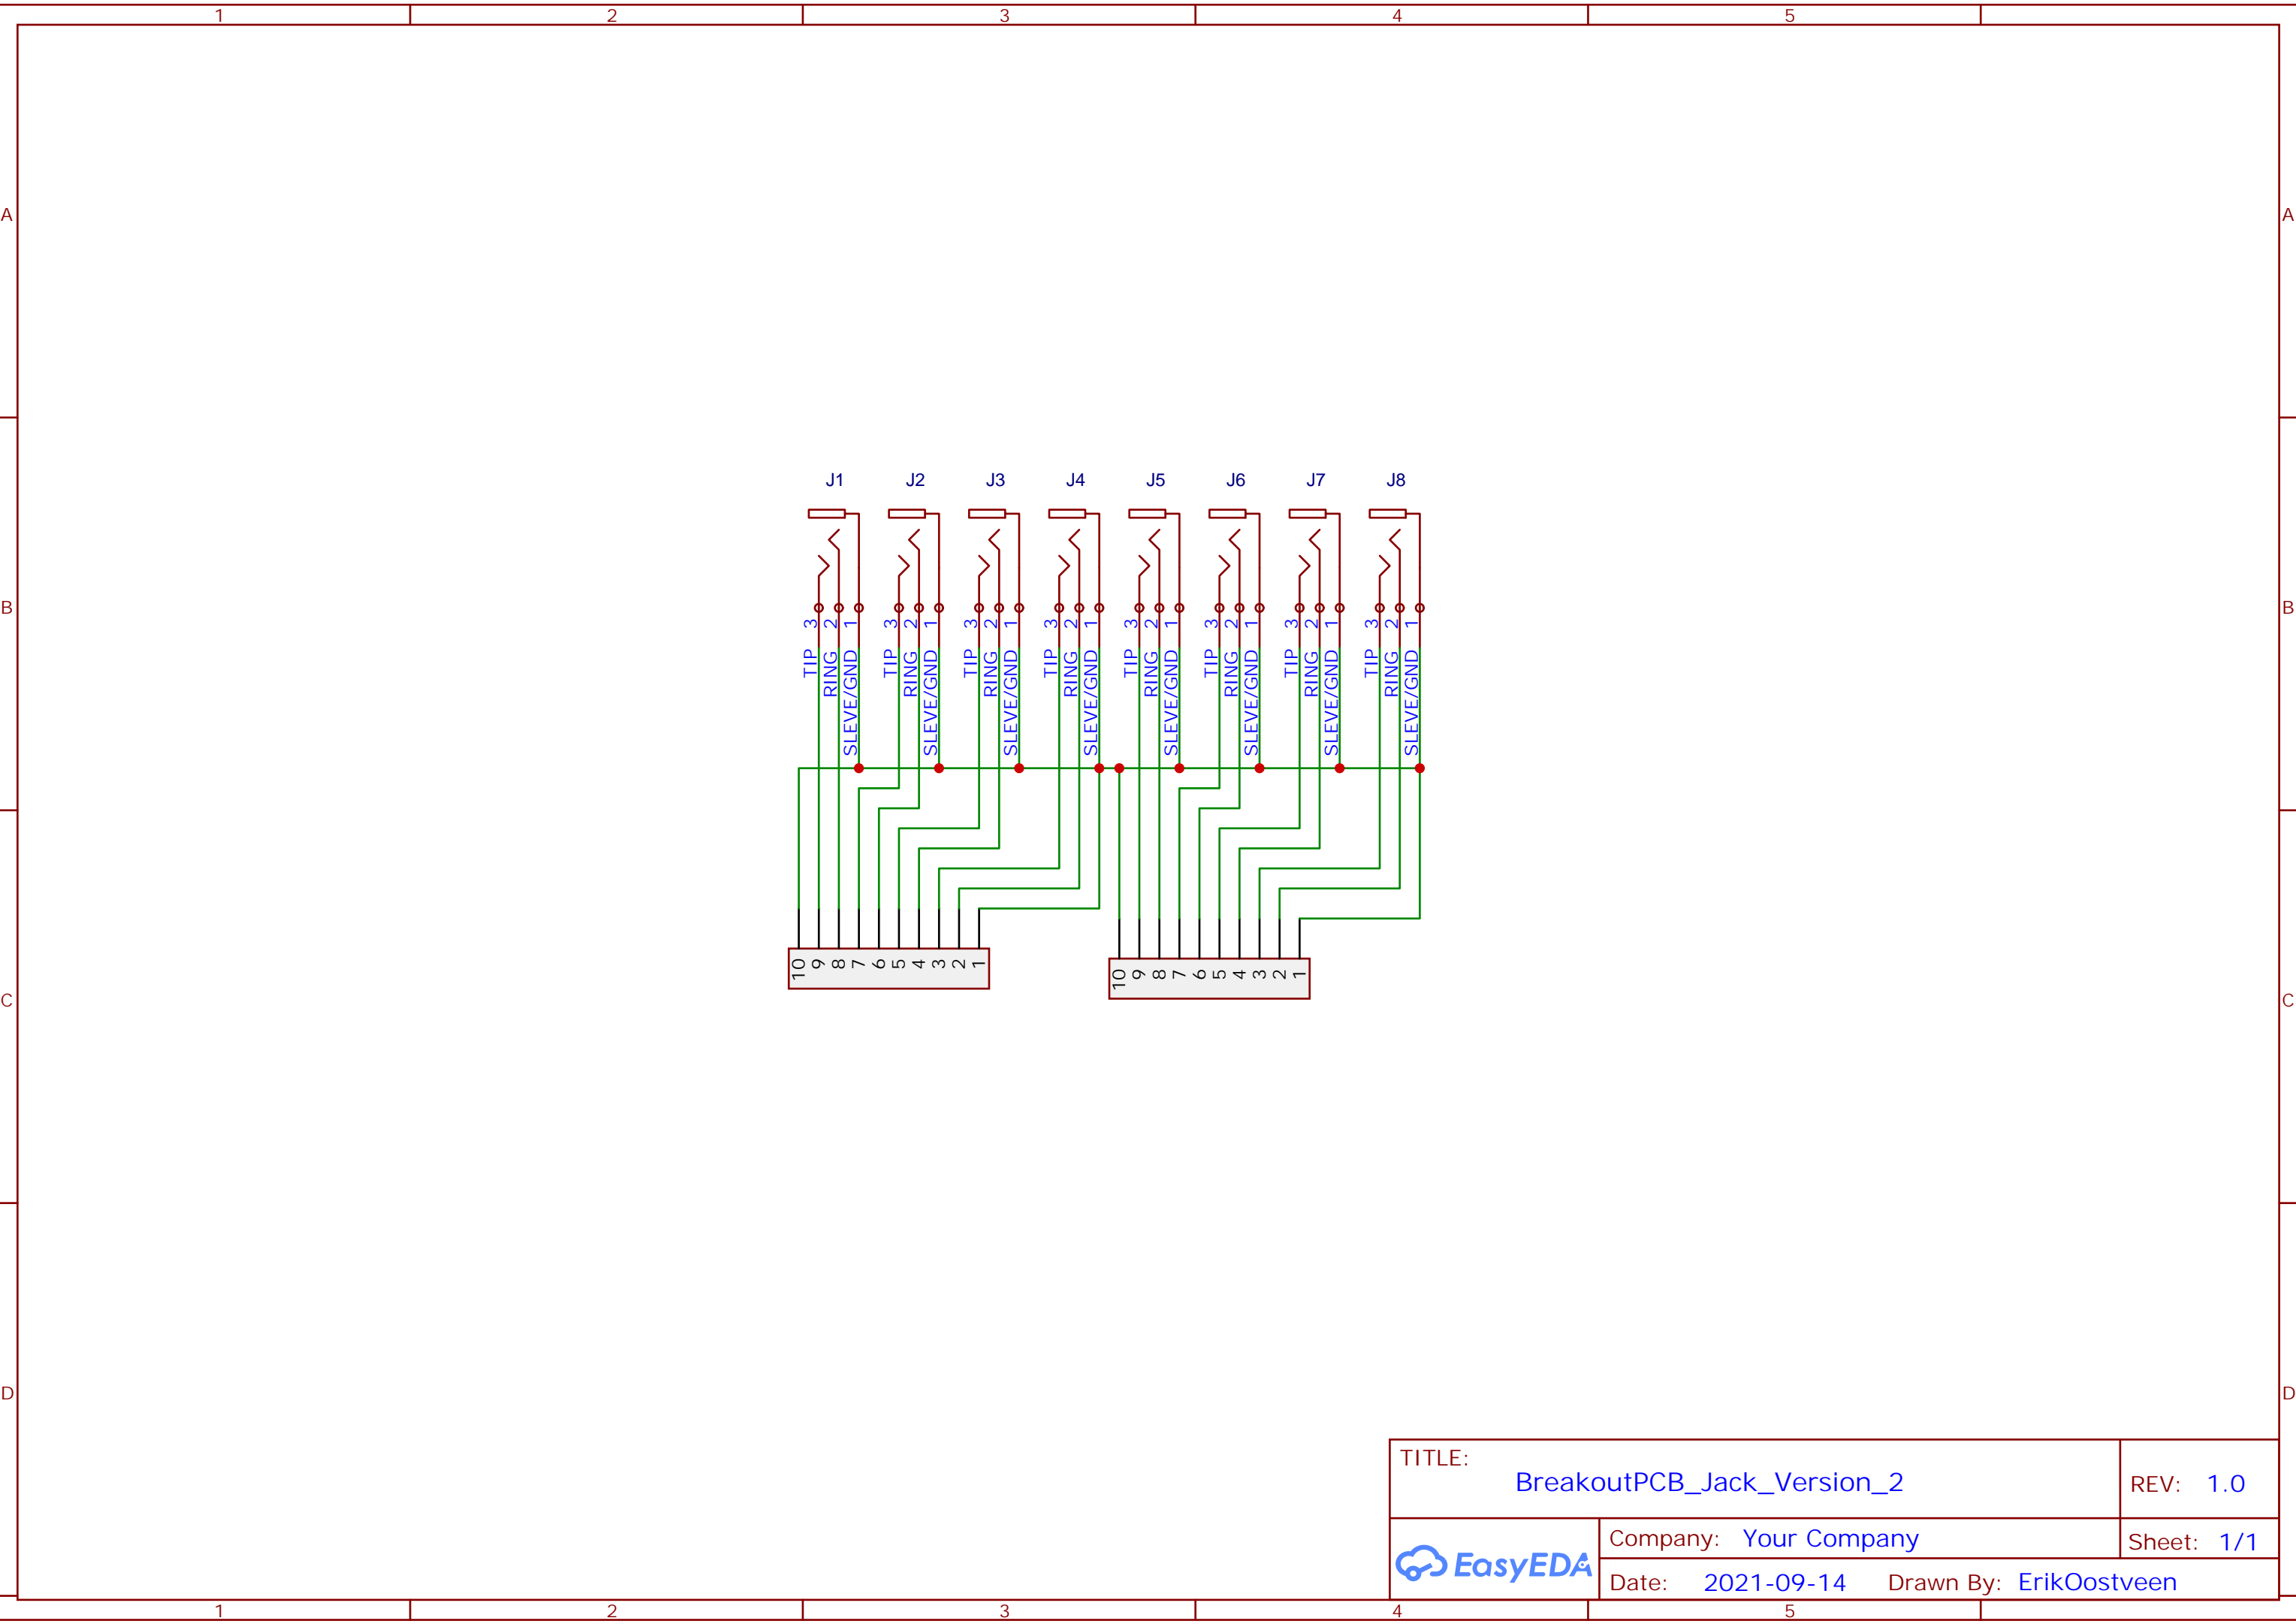 1 2 3 4 5
A A
J1 J2 J3 J4 J5 J6 J7 J8
B B
3 2 1 3 2 1 3 2 1 3 2 1 3 2 1 3 2 1 3 2 1 3 2 1
TIP RING SLEVE/GND TIP RING SLEVE/GND TIP RING SLEVE/GND TIP RING SLEVE/GND TIP RING SLEVE/GND TIP RING SLEVE/GND TIP RING SLEVE/GND TIP RING SLEVE/GND
10 9 8 7 6 5 4 3 2 1
10 9 8 7 6 5 4 3 2 1
C C
D D
TITLE:
BreakoutPCB_Jack_Version_2
REV: 1.0
EasyEDA
Company: Your Company
Sheet: 1/1
Date: 2021-09-14 Drawn By: ErikOostveen
1 2 3 4 5